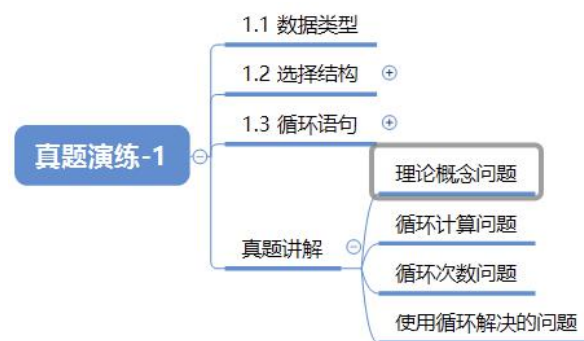 真题演练-1
1.1 数据类型
1.2 选择结构
1.3 循环语句
真题讲解
理论概念问题
循环计算问题
循环次数问题
使用循环解决的问题